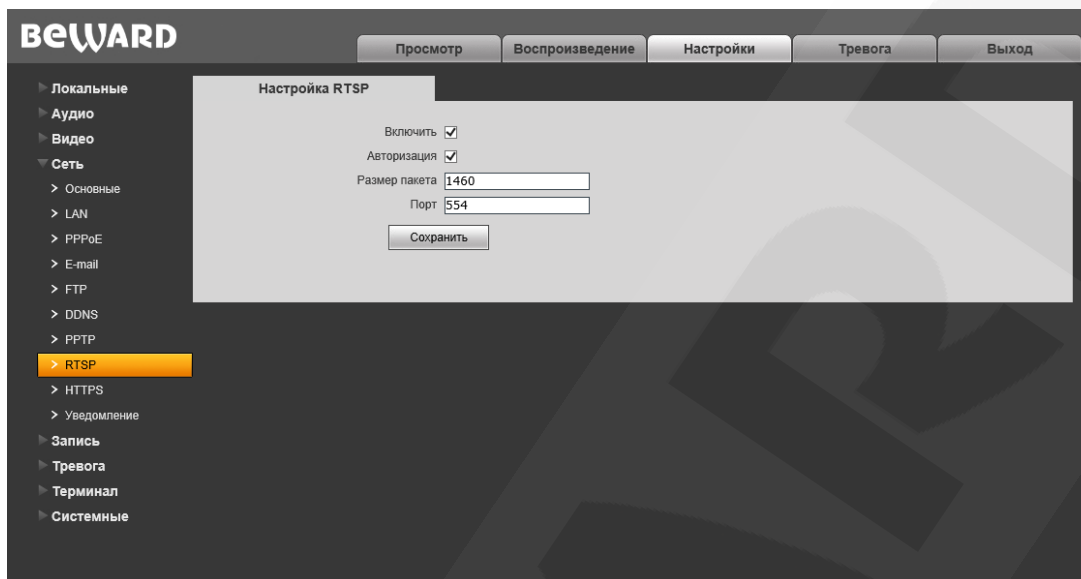 BEWARD
Просмотр
Воспроизведение
Настройки
Тревога
Выход
Локальные
Аудио
Видео
Сеть
> Основные
> LAN
> PPPoE
> E-mail
> FTP
> DDNS
> PPTP
> RTSP
> HTTPS
> Уведомление
Запись
Тревога
Терминал
Системные
Настройка RTSP
Включить
Авторизация
Размер пакета 1460
Порт 554
Сохранить